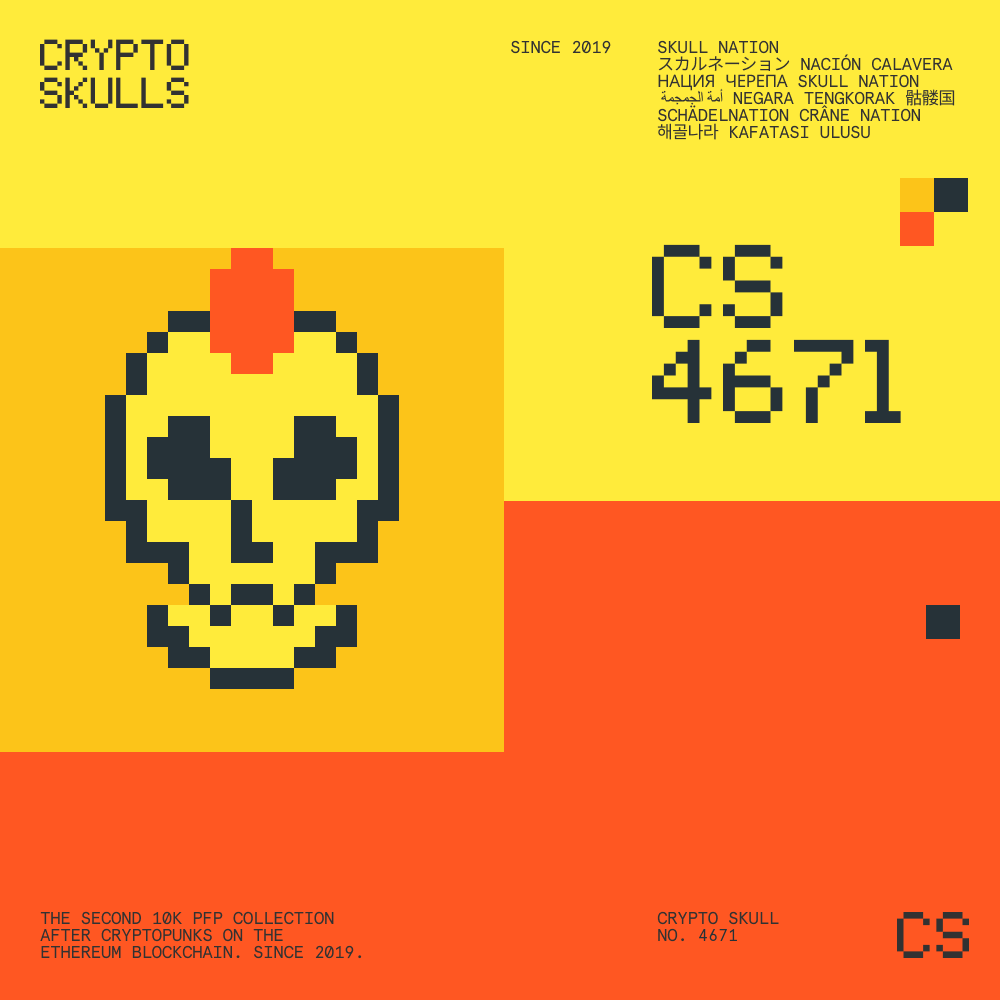 CRYPTO
SKULLS
SINCE 2019
SKULL NATION
スカルネーション NACIÓN CALAVERA
НАЦИЯ ЧЕРЕПА SKULL NATION
أمة الجمجمة NEGARA TENGKORAK 骷髅国
SCHÄDELNATION CRÂNE NATION
해골나라 KAFATASI ULUSU
CS
4671
THE SECOND 10K PFP COLLECTION
AFTER CRYPTOPUNKS ON THE
ETHEREUM BLOCKCHAIN. SINCE 2019.
CRYPTO SKULL
NO. 4671
CS